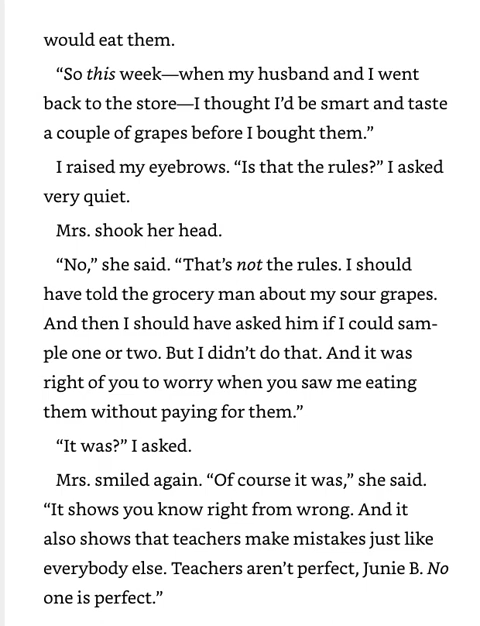 would eat them.
“So this week—when my husband and I went
back to the store—I thought I’d be smart and taste
a couple of grapes before I bought them.”
I raised my eyebrows. “Is that the rules?” I asked
very quiet.
Mrs. shook her head.
“No,” she said. “That’s not the rules. I should
have told the grocery man about my sour grapes.
And then I should have asked him if I could sam-
ple one or two. But I didn’t do that. And it was
right of you to worry when you saw me eating
them without paying for them.”
“It was?” I asked.
Mrs. smiled again. “Of course it was,” she said.
“It shows you know right from wrong. And it
also shows that teachers make mistakes just like
everybody else. Teachers aren’t perfect, Junie B. No
one is perfect.”